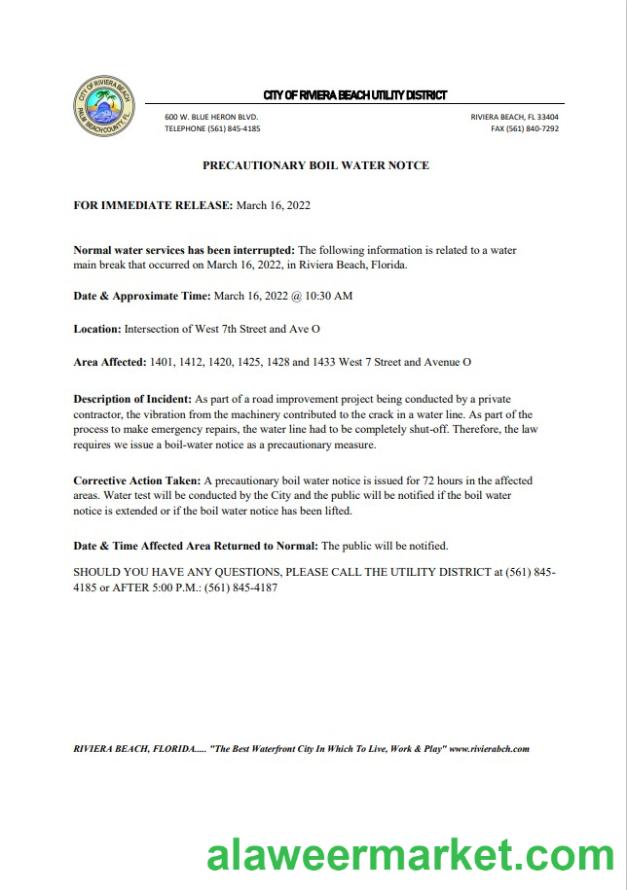 CITY OF RIVIERA BEACH
PALM BEACH COUNTY, FL
CITY OF RIVIERA BEACH UTILITY DISTRICT
600 W. BLUE HERON BLVD. RIVIERA BEACH, FL 33404
TELEPHONE (561) 845-4185 FAX (561) 840-7292
PRECAUTIONARY BOIL WATER NOTCE
FOR IMMEDIATE RELEASE: March 16, 2022
Normal water services has been interrupted: The following information is related to a water
main break that occurred on March 16, 2022, in Riviera Beach, Florida.
Date & Approximate Time: March 16, 2022 @ 10:30 AM
Location: Intersection of West 7th Street and Ave O
Area Affected: 1401, 1412, 1420, 1425, 1428 and 1433 West 7 Street and Avenue O
Description of Incident: As part of a road improvement project being conducted by a private
contractor, the vibration from the machinery contributed to the crack in a water line. As part of the
process to make emergency repairs, the water line had to be completely shut-off. Therefore, the law
requires we issue a boil-water notice as a precautionary measure.
Corrective Action Taken: A precautionary boil water notice is issued for 72 hours in the affected
areas. Water test will be conducted by the City and the public will be notified if the boil water
notice is extended or if the boil water notice has been lifted.
Date & Time Affected Area Returned to Normal: The public will be notified.
SHOULD YOU HAVE ANY QUESTIONS, PLEASE CALL THE UTILITY DISTRICT at (561) 845-
4185 or AFTER 5:00 P.M.: (561) 845-4187
RIVIERA BEACH, FLORIDA..... "The Best Waterfront City In Which To Live, Work & Play" www.rivierabch.com
alaweermarket.com